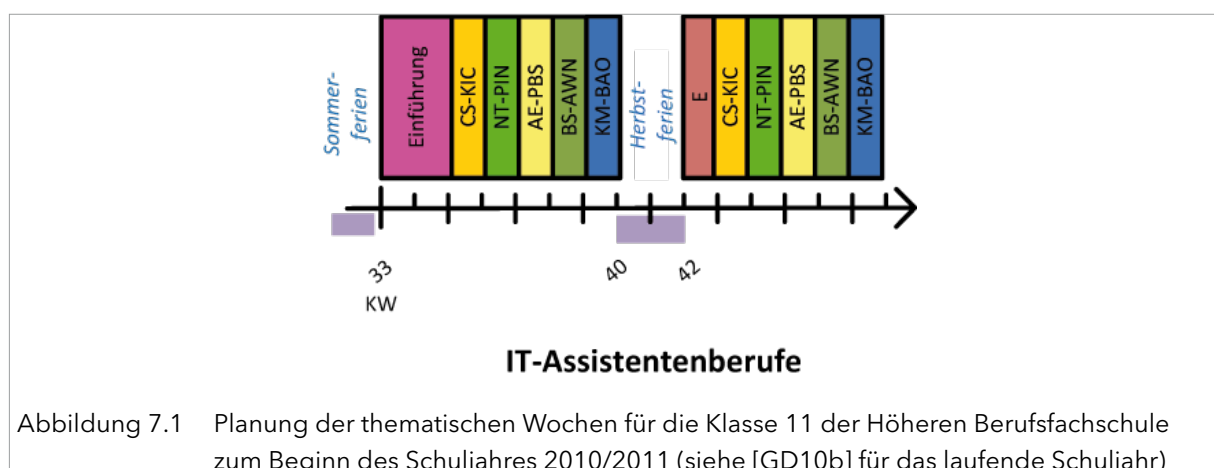 Sommer-
ferien
Einführung
CS-KIC
NT-PIN
AE-PBS
BS-AWN
KM-BAO
Herbst-
ferien
E
CS-KIC
NT-PIN
AE-PBS
BS-AWN
KM-BAO
33
40
42
KW
IT-Assistentenberufe
Abbildung 7.1 Planung der thematischen Wochen für die Klasse 11 der Höheren Berufsfachschule
zum Beginn des Schuljahres 2010/2011 (siehe [GD10b] für das laufende Schuljahr)